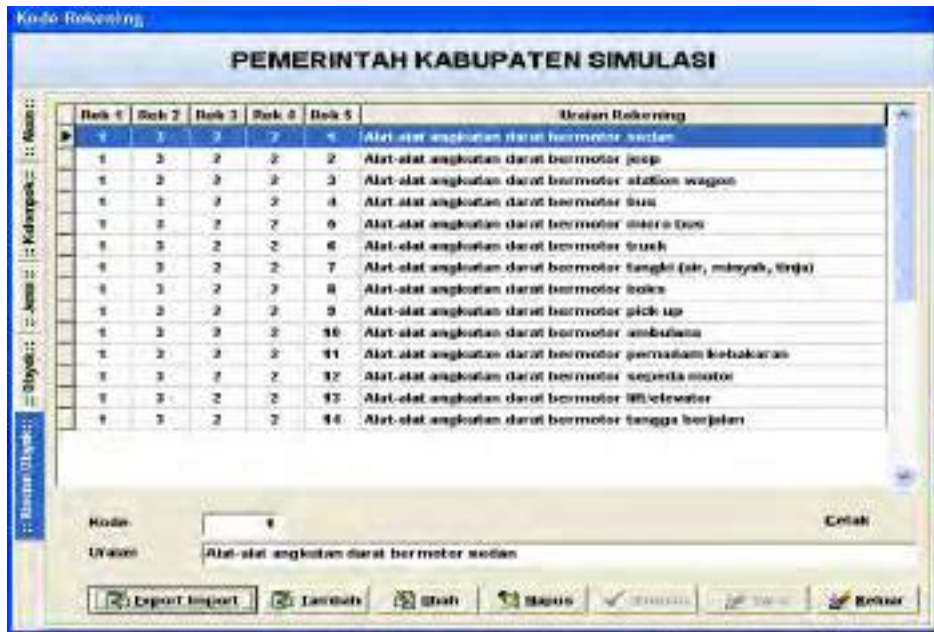 Kode Rekening
PEMERINTAH KABUPATEN SIMULASI
:: Akun ::
:: Kelompok ::
:: Jenis ::
:: Obyek ::
:: Rincian Obyek ::
Rek 1 Rek 2 Rek 3 Rek 4 Rek 5 Uraian Rekening
1 3 2 2 1 Alat-alat angkutan darat bermotor sedan
1 3 2 2 2 Alat-alat angkutan darat bermotor jeep
1 3 2 2 3 Alat-alat angkutan darat bermotor station wagon
1 3 2 2 4 Alat-alat angkutan darat bermotor bus
1 3 2 2 5 Alat-alat angkutan darat bermotor micro bus
1 3 2 2 6 Alat-alat angkutan darat bermotor truck
1 3 2 2 7 Alat-alat angkutan darat bermotor tangki (air, minyak, tinja)
1 3 2 2 8 Alat-alat angkutan darat bermotor boks
1 3 2 2 9 Alat-alat angkutan darat bermotor pick up
1 3 2 2 10 Alat-alat angkutan darat bermotor ambulans
1 3 2 2 11 Alat-alat angkutan darat bermotor pemadam kebakaran
1 3 2 2 12 Alat-alat angkutan darat bermotor sepeda motor
1 3 2 2 13 Alat-alat angkutan darat bermotor lift/elevator
1 3 2 2 14 Alat-alat angkutan darat bermotor tangga berjalan
Kode 1 Cetak
Uraian Alat-alat angkutan darat bermotor sedan
Export Import Tambah Ubah Hapus Keluar